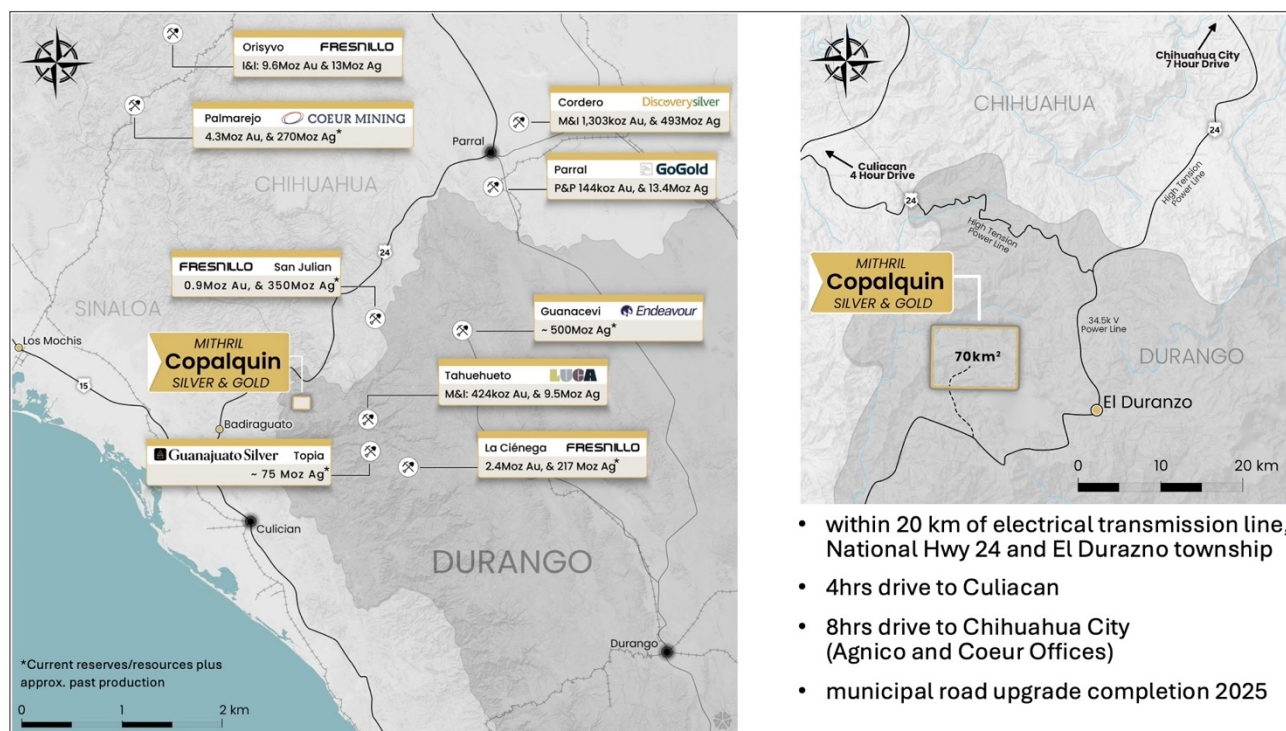 Orisyvo FRESNILLO
I&I: 9.6Moz Au & 13Moz Ag
Palmarejo COEUR MINING
4.3Moz Au, & 270Moz Ag*
Cordero Discoverysilver
M&I 1,303koz Au, & 493Moz Ag
Parral
Parral GoGold
P&P 144koz Au, & 13.4Moz Ag
CHIHUAHUA
24
FRESNILLO San Julian
0.9Moz Au, & 350Moz Ag*
SINALOA
Guanacevi Endeavour
~ 500Moz Ag*
Los Mochis
MITHRIL
Copalquin
SILVER & GOLD
15
Tahuehueto LUCA
M&I: 424koz Au, & 9.5Moz Ag
Badiraguato
Guanajuato Silver Topia
~ 75 Moz Ag*
La Ciénega FRESNILLO
2.4Moz Au, & 217 Moz Ag*
Culician
DURANGO
Durango
*Current reserves/resources plus
approx. past production
0 1 2 km
Chihuahua City
7 Hour Drive
CHIHUAHUA
24
Culiacan
4 Hour Drive
24
High Tension
Power Line
High Tension
Power Line
MITHRIL
Copalquin
SILVER & GOLD
34.5k V
Power Line
70km²
DURANGO
El Duranzo
0 10 20 km
• within 20 km of electrical transmission line,
National Hwy 24 and El Durazno township
• 4hrs drive to Culiacan
• 8hrs drive to Chihuahua City
(Agnico and Coeur Offices)
• municipal road upgrade completion 2025